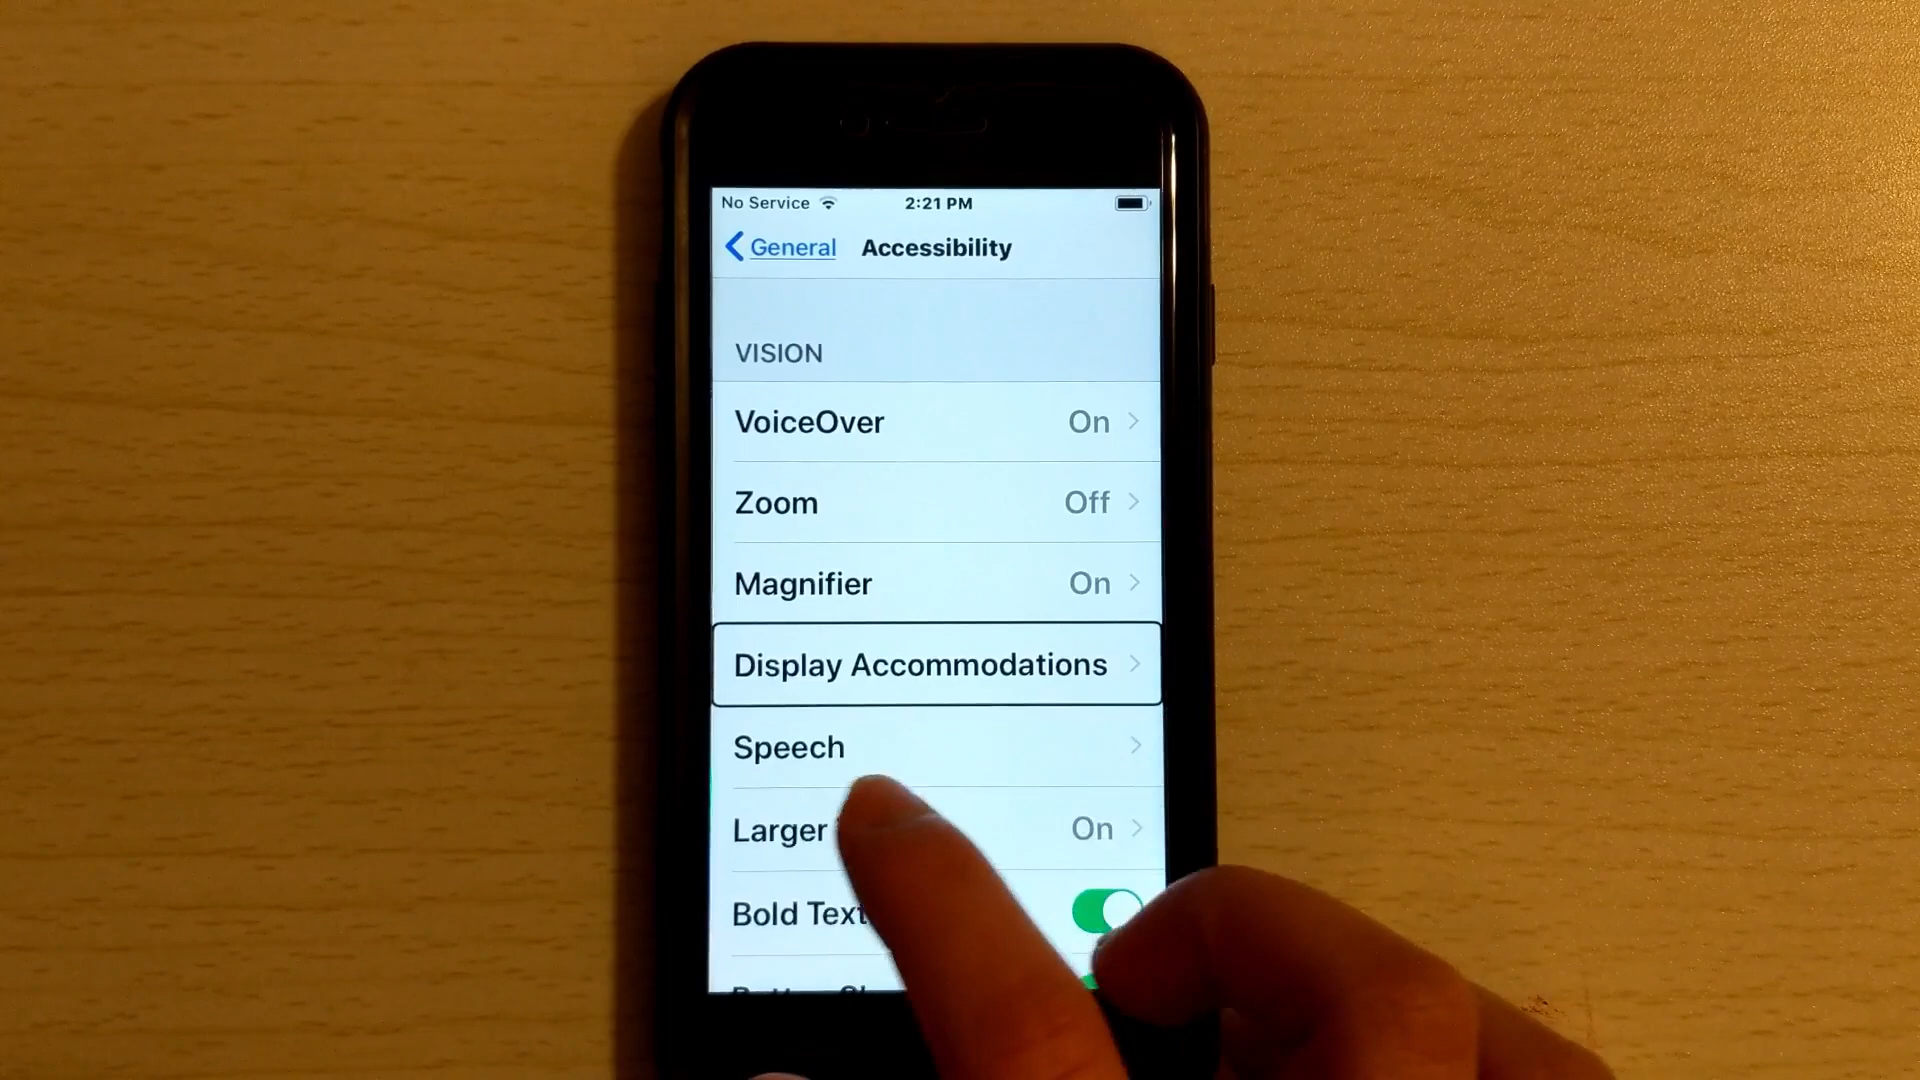 No Service 2:21 PM
General Accessibility
VISION
VoiceOver On
Zoom Off
Magnifier On
Display Accommodations
Speech
Larger On
Bold Text